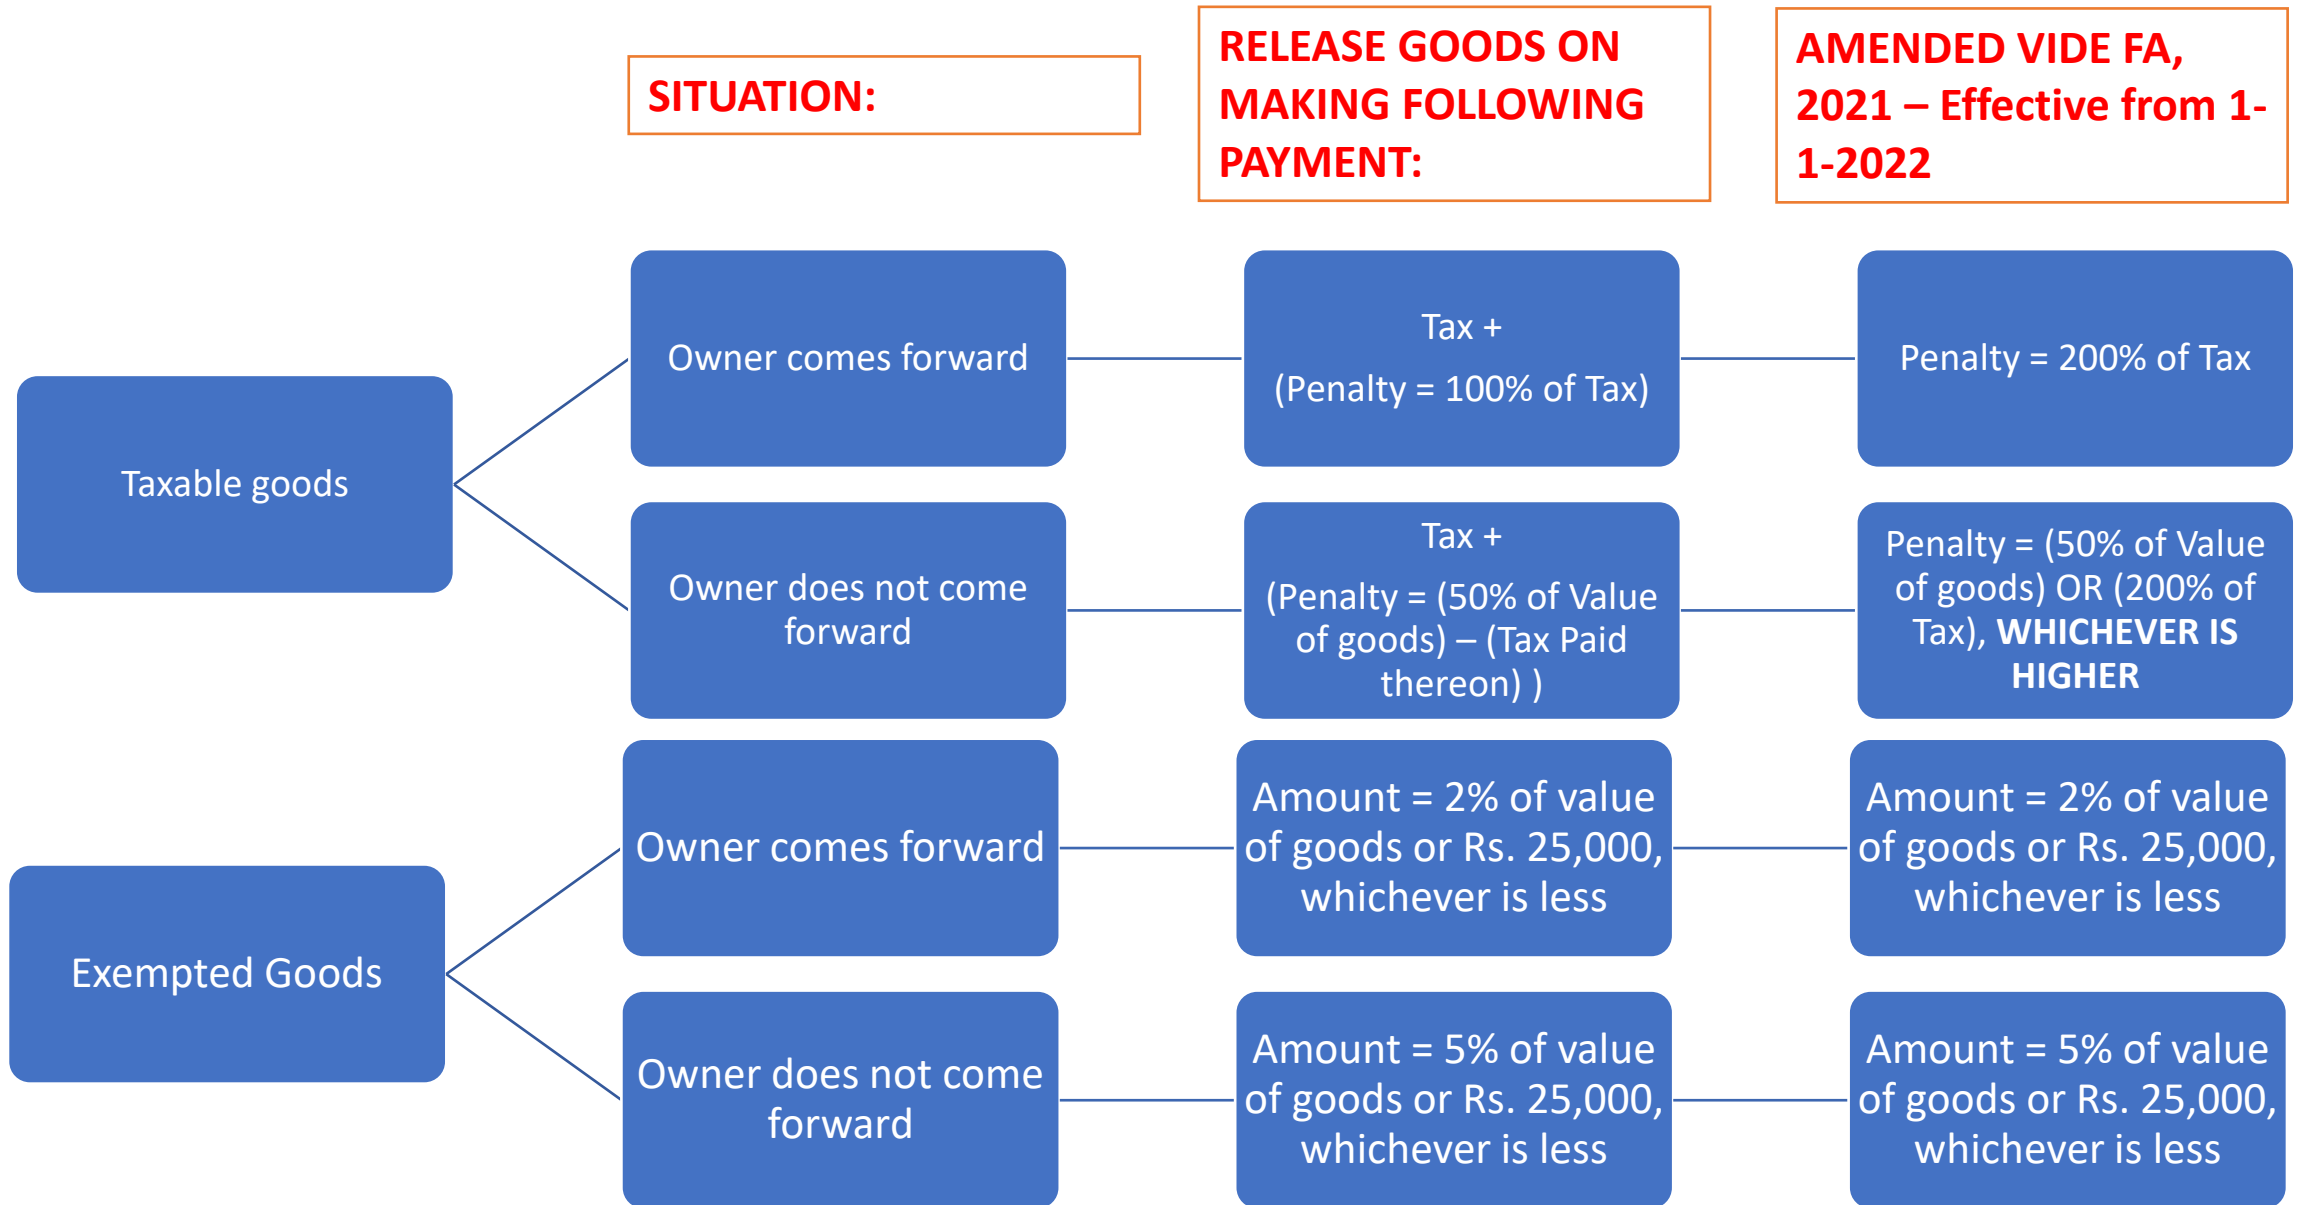 SITUATION:
RELEASE GOODS ON
MAKING FOLLOWING
PAYMENT:
AMENDED VIDE FA,
2021 – Effective from 1-
1-2022
Taxable goods
Owner comes forward
Tax +
(Penalty = 100% of Tax)
Penalty = 200% of Tax
Owner does not come
forward
Tax +
(Penalty = (50% of Value
of goods) – (Tax Paid
thereon) )
Penalty = (50% of Value
of goods) OR (200% of
Tax), WHICHEVER IS
HIGHER
Exempted Goods
Owner comes forward
Amount = 2% of value
of goods or Rs. 25,000,
whichever is less
Amount = 2% of value
of goods or Rs. 25,000,
whichever is less
Owner does not come
forward
Amount = 5% of value
of goods or Rs. 25,000,
whichever is less
Amount = 5% of value
of goods or Rs. 25,000,
whichever is less